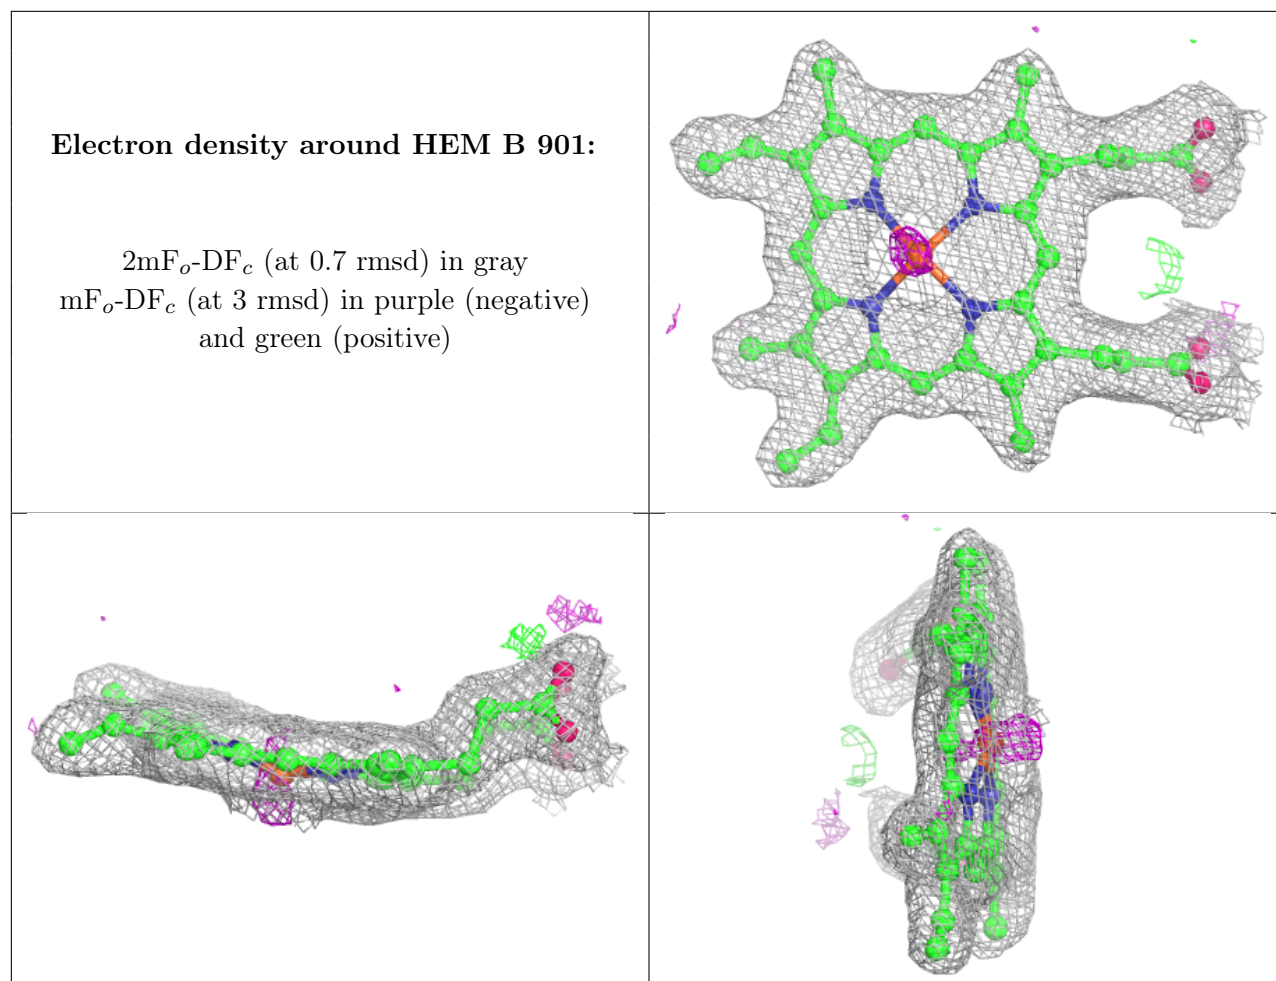 Electron density around HEM B 901:
2mFo-DFc (at 0.7 rmsd) in gray
mFo-DFc (at 3 rmsd) in purple (negative)
and green (positive)